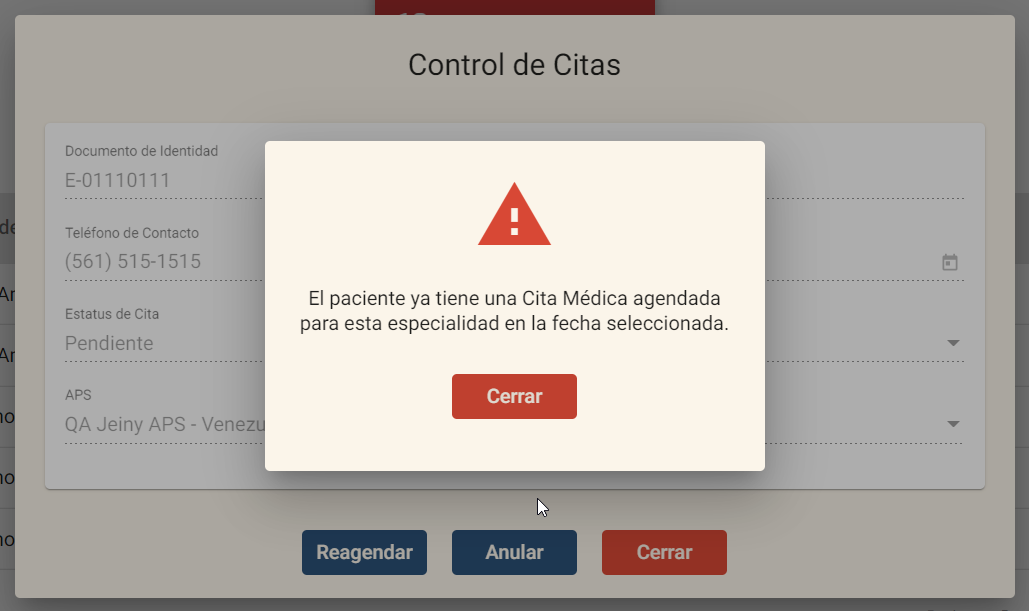 Control de Citas
Documento de Identidad
E-01110111
Teléfono de Contacto
(561) 515-1515
Estatus de Cita
Pendiente
APS
QA Jeiny APS - Venezu
El paciente ya tiene una Cita Médica agendada
para esta especialidad en la fecha seleccionada.
Cerrar
Reagendar
Anular
Cerrar